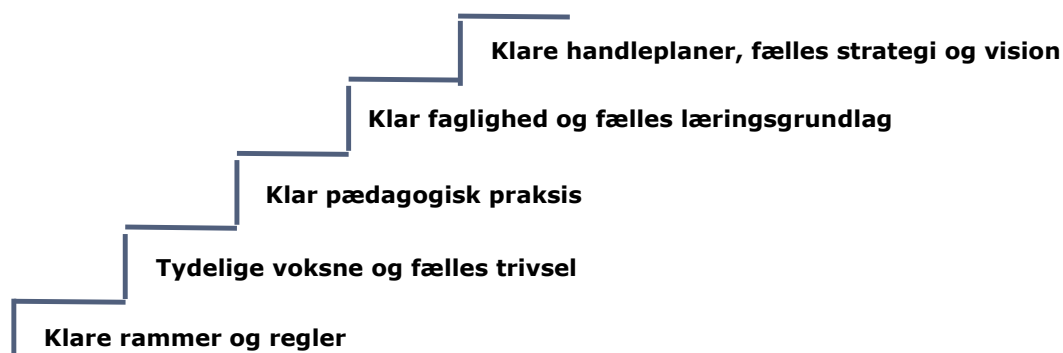 Klare handleplaner, fælles strategi og vision
Klar faglighed og fælles læringsgrundlag
Klar pædagogisk praksis
Tydelige voksne og fælles trivsel
Klare rammer og regler